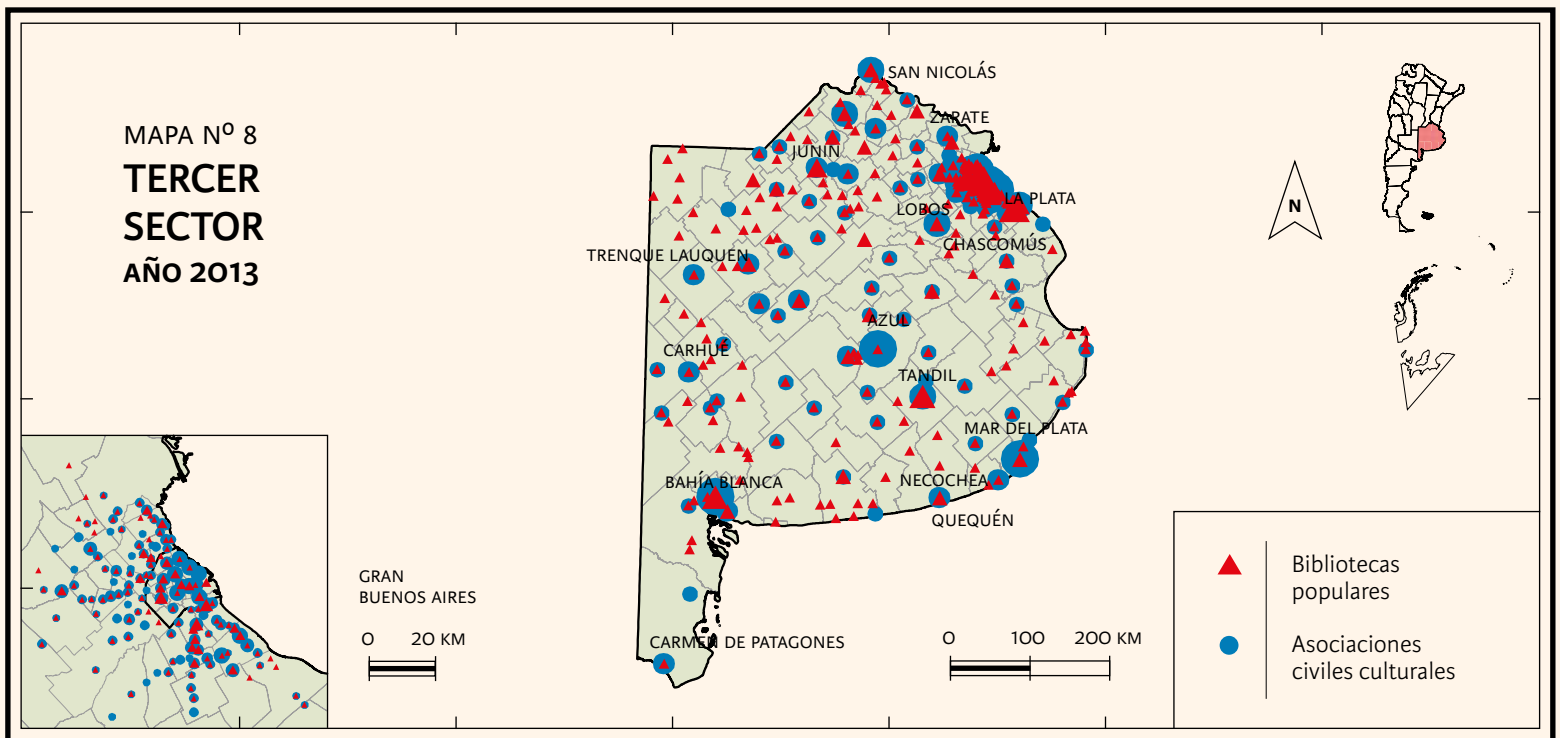 MAPA Nº 8
TERCER
SECTOR
AÑO 2013
SAN NICOLÁS
ZARATE
JUNIN
LA PLATA
LOBOS
CHASCOMÚS
TRENQUE LAUQUEN
AZUL
CARHUÉ
TANDIL
MAR DEL PLATA
BAHÍA BLANCA
NECOCHEA
QUEQUÉN
CARMEN DE PATAGONES
N
GRAN
BUENOS AIRES
0 20 KM
0 100 200 KM
Bibliotecas
populares
Asociaciones
civiles culturales